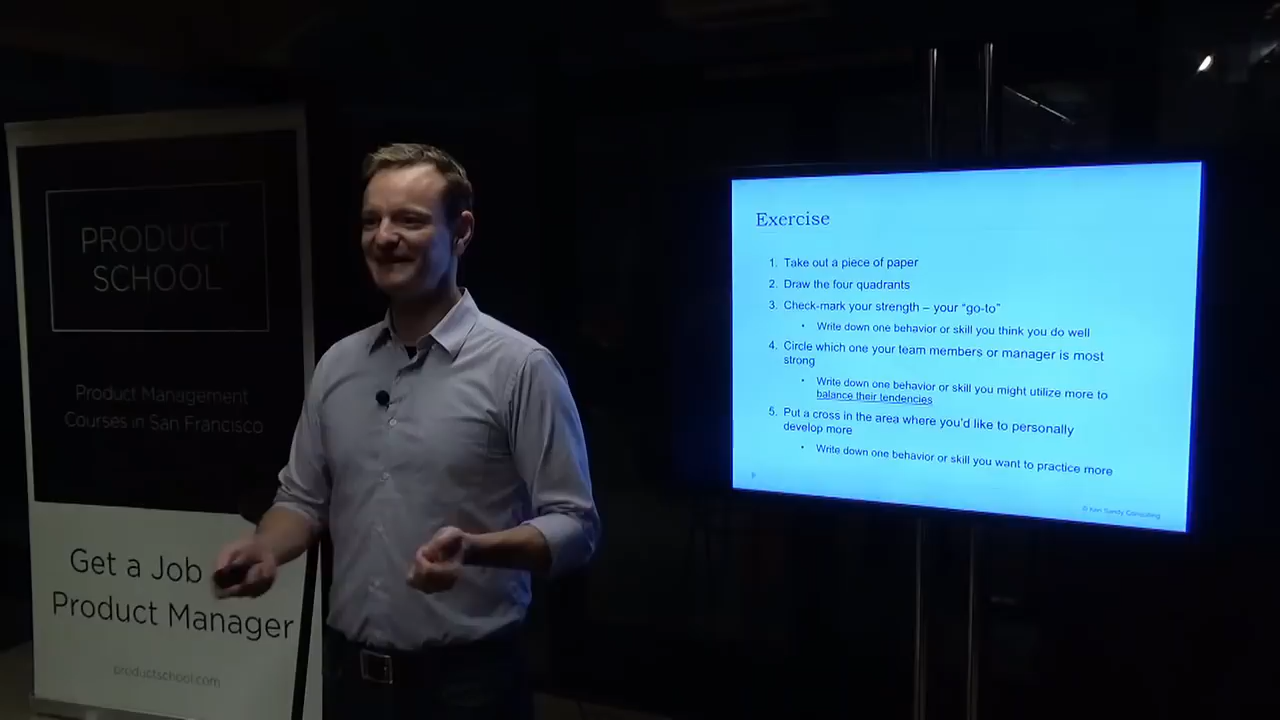 PRODUCT
SCHOOL
Product Management
Courses in San Francisco
Get a Job
Product Manager
productschool.com
Exercise
1. Take out a piece of paper
2. Draw the four quadrants
3. Check-mark your strength – your “go-to”
• Write down one behavior or skill you think you do well
4. Circle which one your team members or manager is most
strong
• Write down one behavior or skill you might utilize more to
balance their tendencies
5. Put a cross in the area where you’d like to personally
develop more
• Write down one behavior or skill you want to practice more
© Ken Sandy Consulting